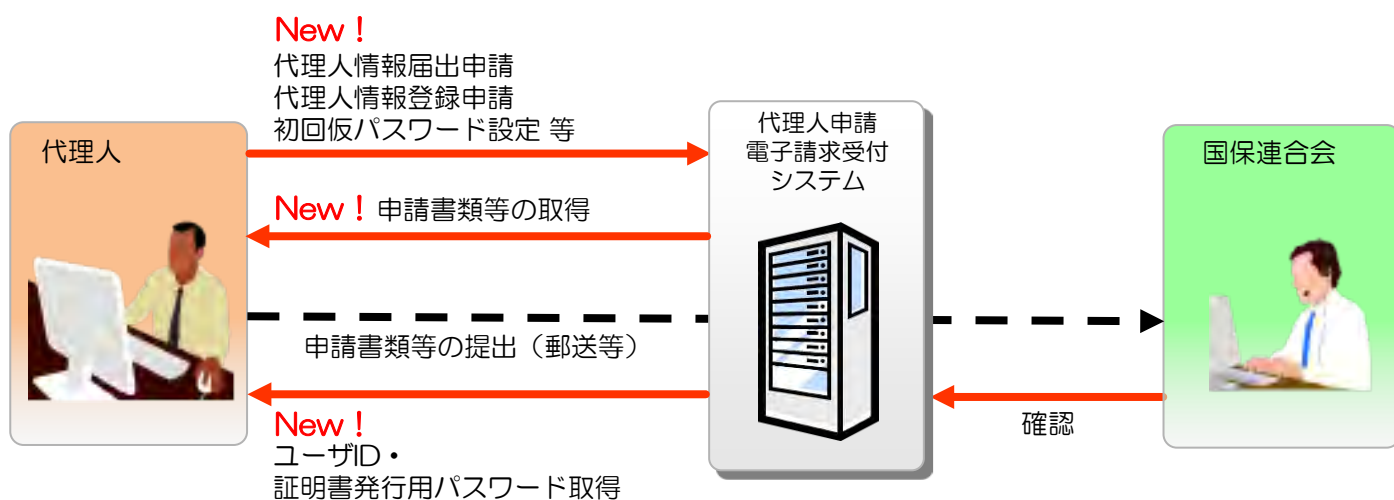 New！
代理人情報届出申請
代理人情報登録申請
初回仮パスワード設定 等
代理人
代理人申請
電子請求受付
システム
国保連合会
New！申請書類等の取得
申請書類等の提出（郵送等）
確認
New！
ユーザID・
証明書発行用パスワード取得